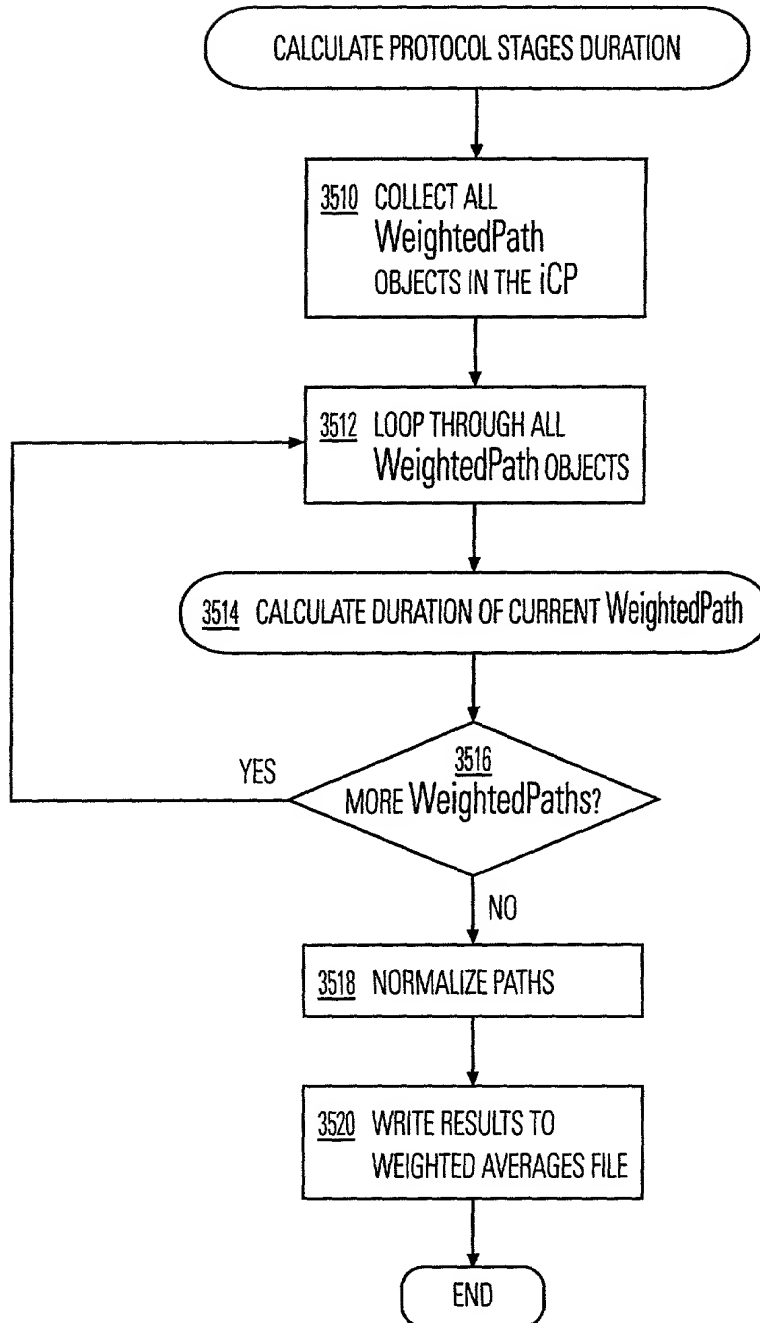 CALCULATE PROTOCOL STAGES DURATION
3510 COLLECT ALL
WeightedPath
OBJECTS IN THE iCP
3512 LOOP THROUGH ALL
WeightedPath OBJECTS
3514 CALCULATE DURATION OF CURRENT WeightedPath
3516
MORE WeightedPaths?
YES
NO
3518 NORMALIZE PATHS
3520 WRITE RESULTS TO
WEIGHTED AVERAGES FILE
END